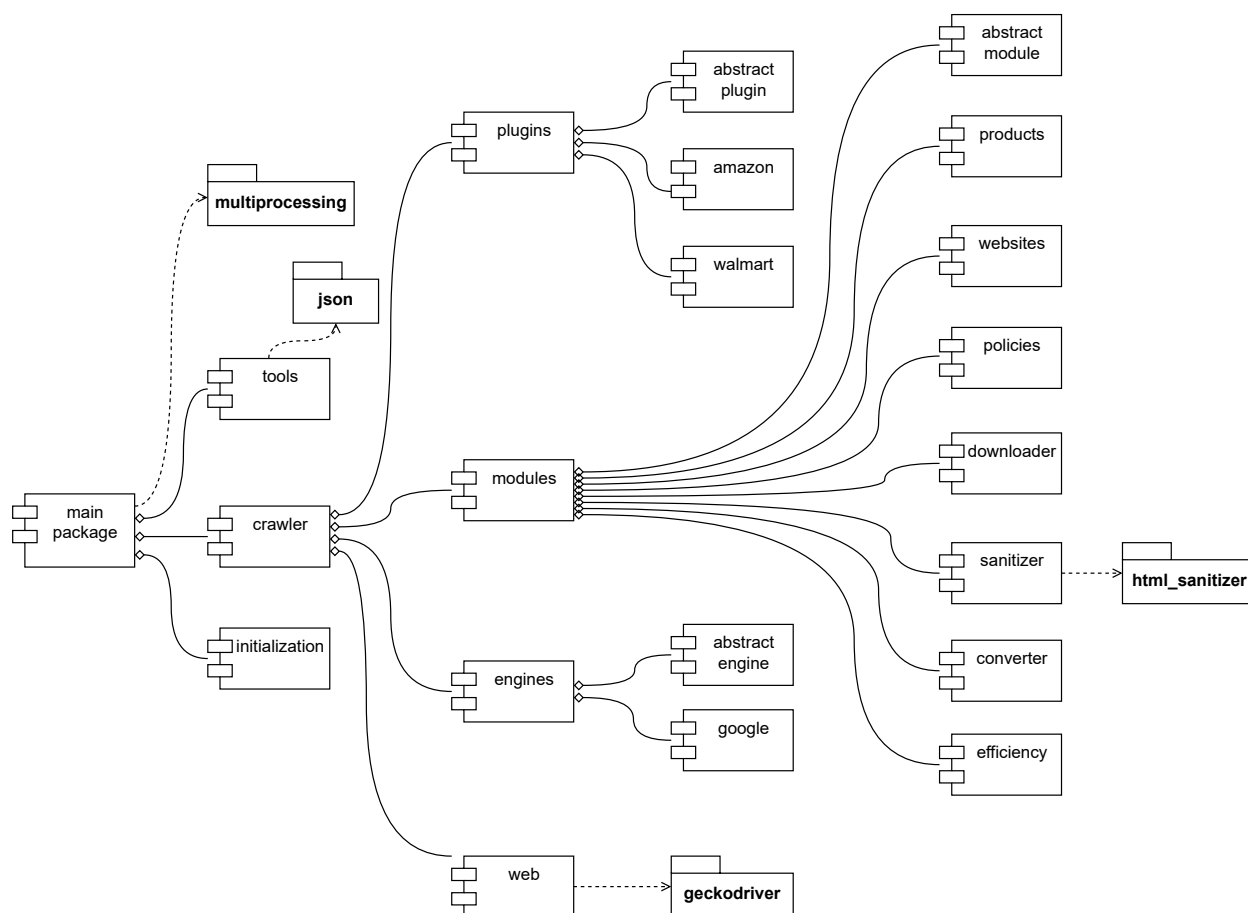 abstract
module
abstract
plugin
products
plugins
amazon
multiprocessing
websites
walmart
json
policies
tools
downloader
modules
main
package
crawler
sanitizer
html_sanitizer
initialization
abstract
engine
converter
engines
google
efficiency
web
geckodriver